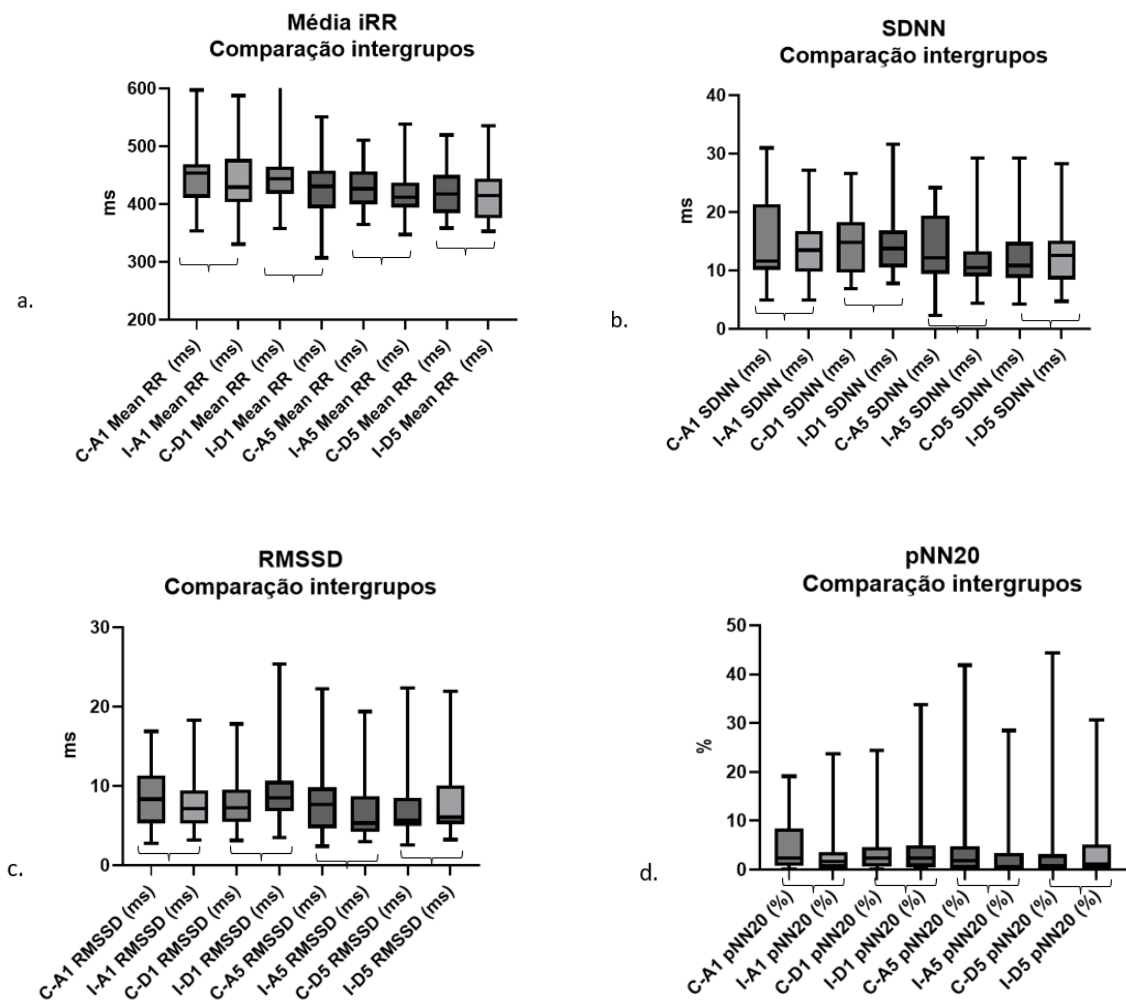 Média iRR
Comparação intergrupos
600
500
400
300
200
ms
C-A1 Mean RR (ms)
I-A1 Mean RR (ms)
C-D1 Mean RR (ms)
I-D1 Mean RR (ms)
C-A5 Mean RR (ms)
I-A5 Mean RR (ms)
C-D5 Mean RR (ms)
I-D5 Mean RR (ms)
a.
SDNN
Comparação intergrupos
40
30
20
10
0
ms
C-A1 SDNN (ms)
I-A1 SDNN (ms)
C-D1 SDNN (ms)
I-D1 SDNN (ms)
C-A5 SDNN (ms)
I-A5 SDNN (ms)
C-D5 SDNN (ms)
I-D5 SDNN (ms)
b.
RMSSD
Comparação intergrupos
30
20
10
0
ms
C-A1 RMSSD (ms)
I-A1 RMSSD (ms)
C-D1 RMSSD (ms)
I-D1 RMSSD (ms)
C-A5 RMSSD (ms)
I-A5 RMSSD (ms)
C-D5 RMSSD (ms)
I-D5 RMSSD (ms)
c.
pNN20
Comparação intergrupos
50
40
30
20
10
0
%
C-A1 pNN20 (%)
I-A1 pNN20 (%)
C-D1 pNN20 (%)
I-D1 pNN20 (%)
C-A5 pNN20 (%)
I-A5 pNN20 (%)
C-D5 pNN20 (%)
I-D5 pNN20 (%)
d.